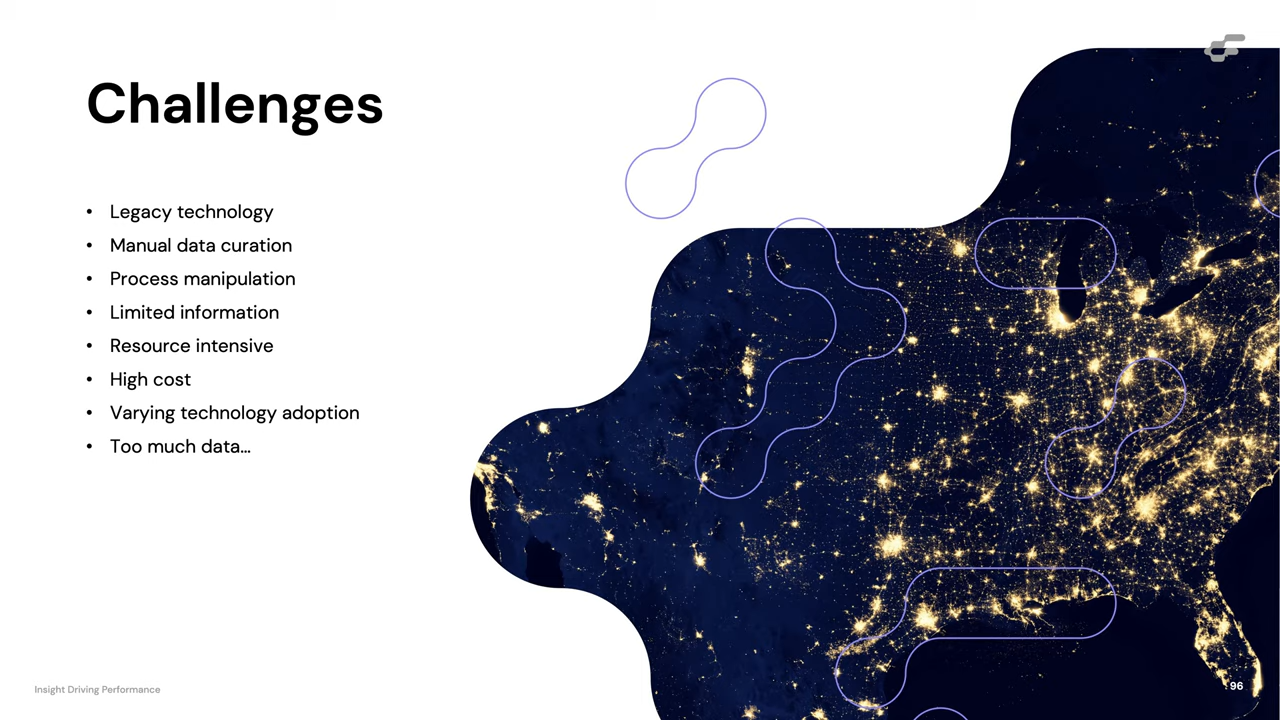 Challenges
• Legacy technology
• Manual data curation
• Process manipulation
• Limited information
• Resource intensive
• High cost
• Varying technology adoption
• Too much data…
Insight Driving Performance
96